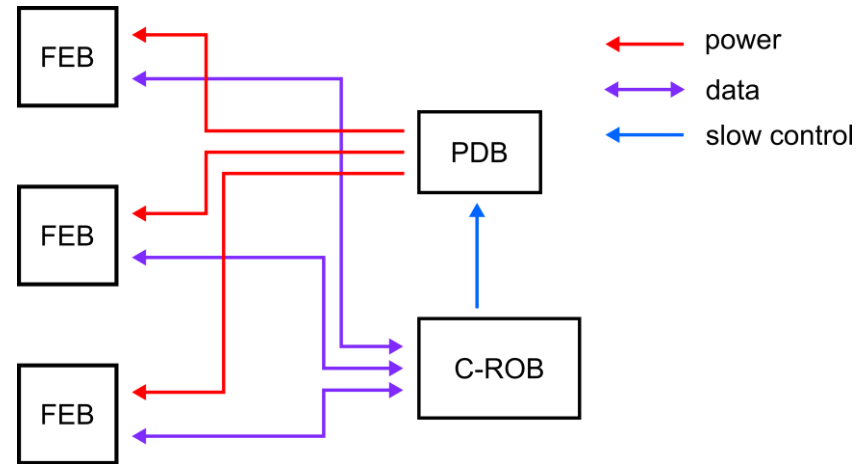 FEB
power
data
slow control
PDB
FEB
C-ROB
FEB